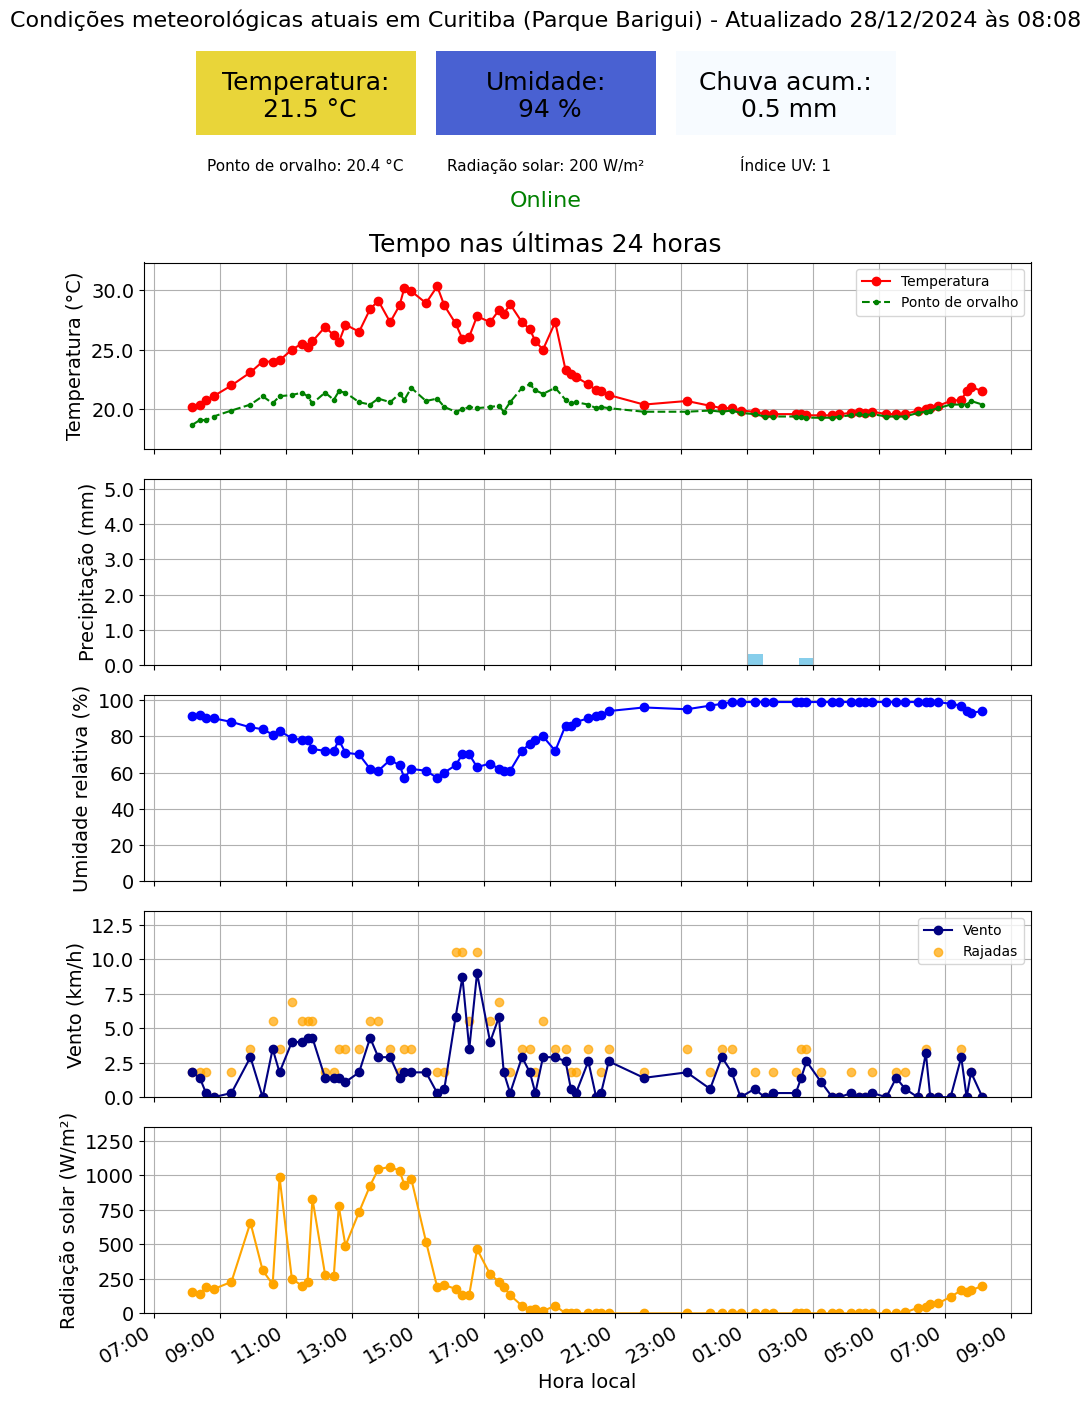 Condições meteorológicas atuais em Curitiba (Parque Barigui) - Atualizado 28/12/2024 às 08:08
Temperatura:
21.5 °C
Umidade:
94 %
Chuva acum.:
0.5 mm
Ponto de orvalho: 20.4 °C
Radiação solar: 200 W/m²
Índice UV: 1
Online
Tempo nas últimas 24 horas
Temperatura (°C)
30.0
25.0
20.0
Temperatura
Ponto de orvalho
Precipitação (mm)
5.0
4.0
3.0
2.0
1.0
0.0
Umidade relativa (%)
100
80
60
40
20
0
Vento (km/h)
12.5
10.0
7.5
5.0
2.5
0.0
Vento
Rajadas
Radiação solar (W/m²)
1250
1000
750
500
250
0
07:00
09:00
11:00
13:00
15:00
17:00
19:00
21:00
23:00
01:00
03:00
05:00
07:00
09:00
Hora local